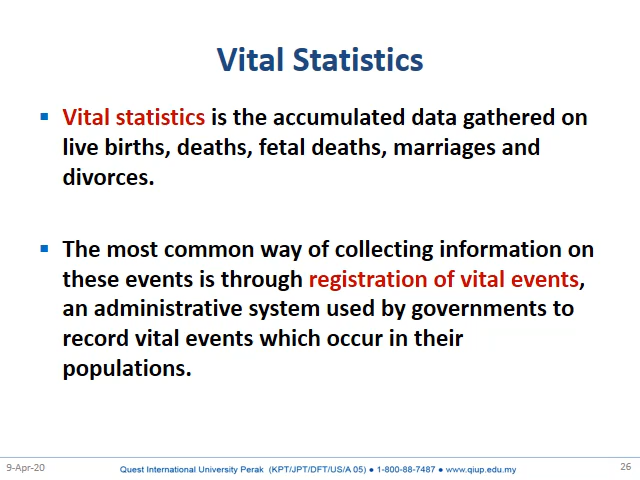 Vital Statistics
▪ Vital statistics is the accumulated data gathered on
live births, deaths, fetal deaths, marriages and
divorces.
▪ The most common way of collecting information on
these events is through registration of vital events,
an administrative system used by governments to
record vital events which occur in their
populations.
9-Apr-20
Quest International University Perak (KPT/JPT/DFT/US/A 05) ● 1-800-88-7487 ● www.qiup.edu.my
26